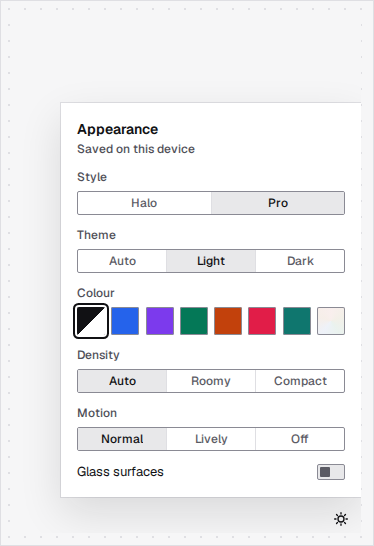 Appearance
Saved on this device
Style
Halo Pro
Theme
Auto Light Dark
Colour
Density
Auto Roomy Compact
Motion
Normal Lively Off
Glass surfaces